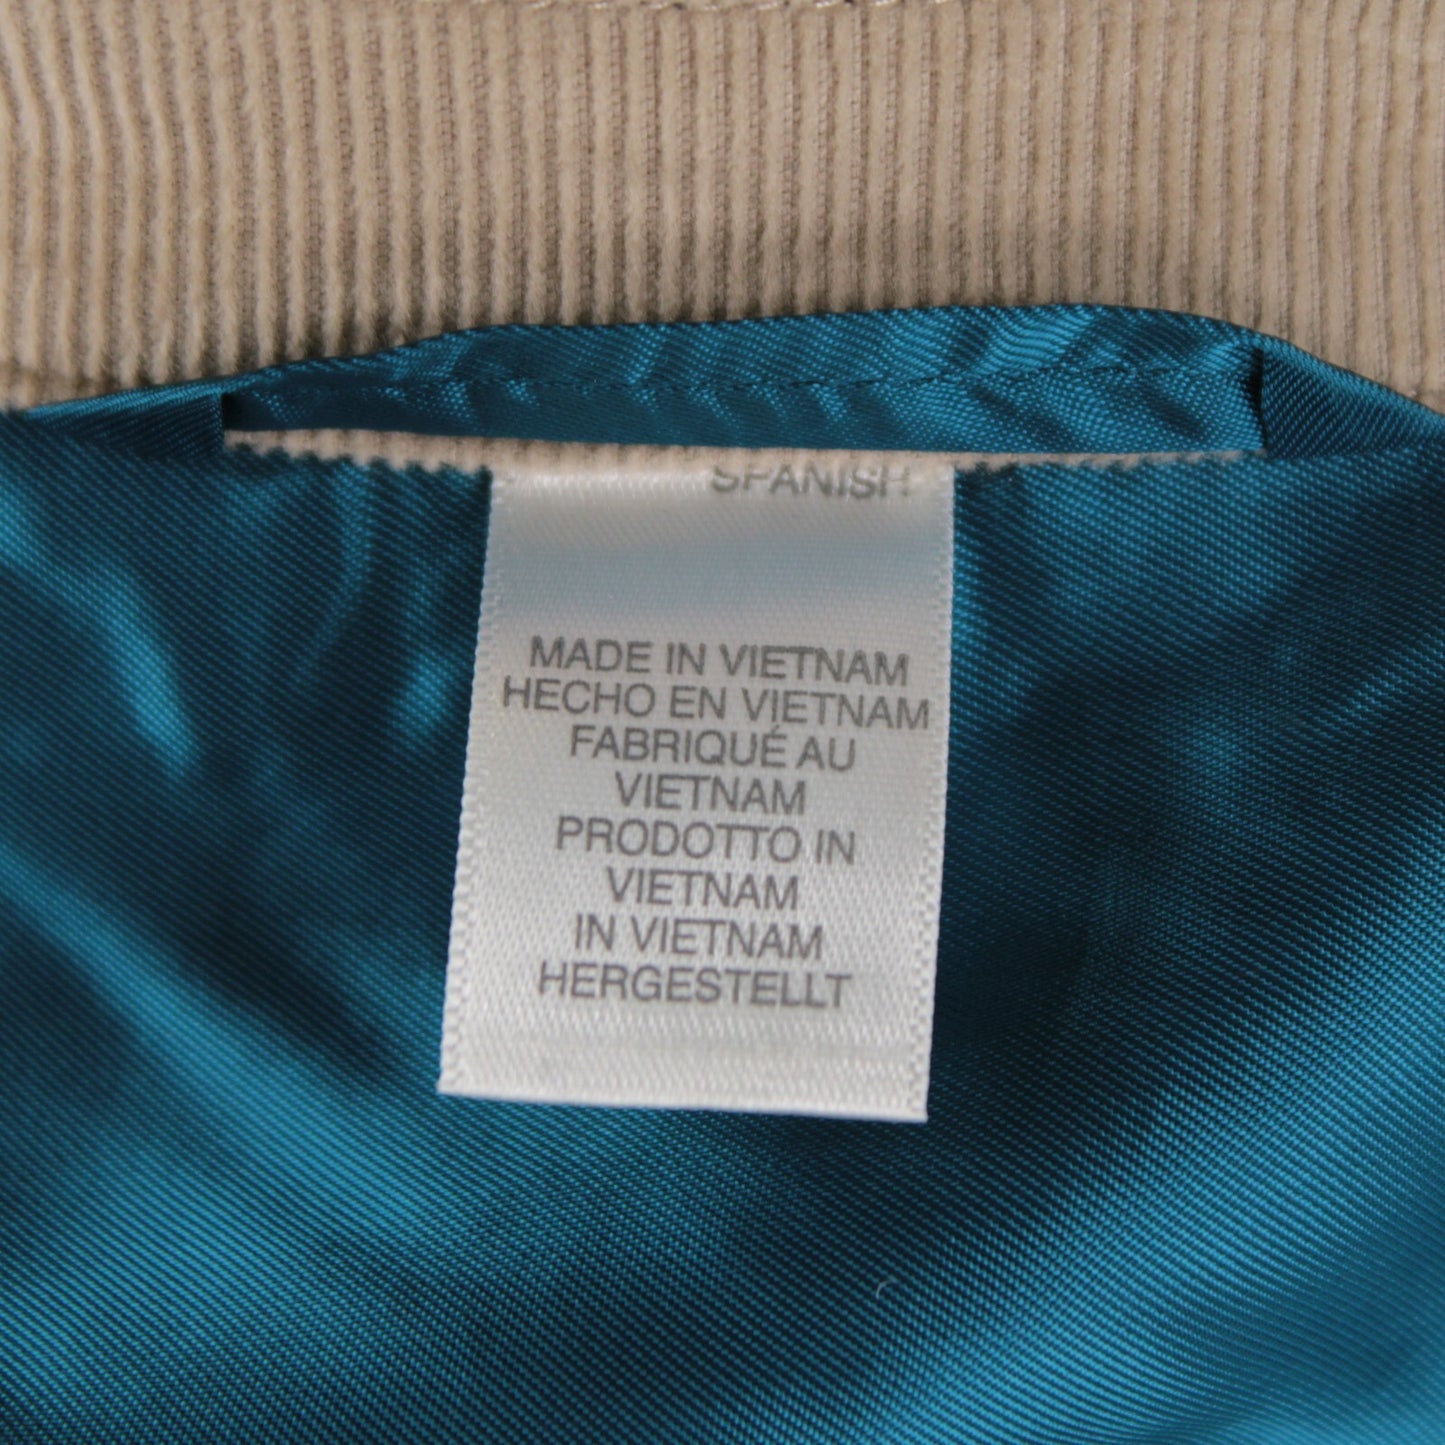 SPANISH
MADE IN VIETNAM
HECHO EN VIETNAM
FABRIQUÉ AU
VIETNAM
PRODOTTO IN
VIETNAM
IN VIETNAM
HERGESTELLT